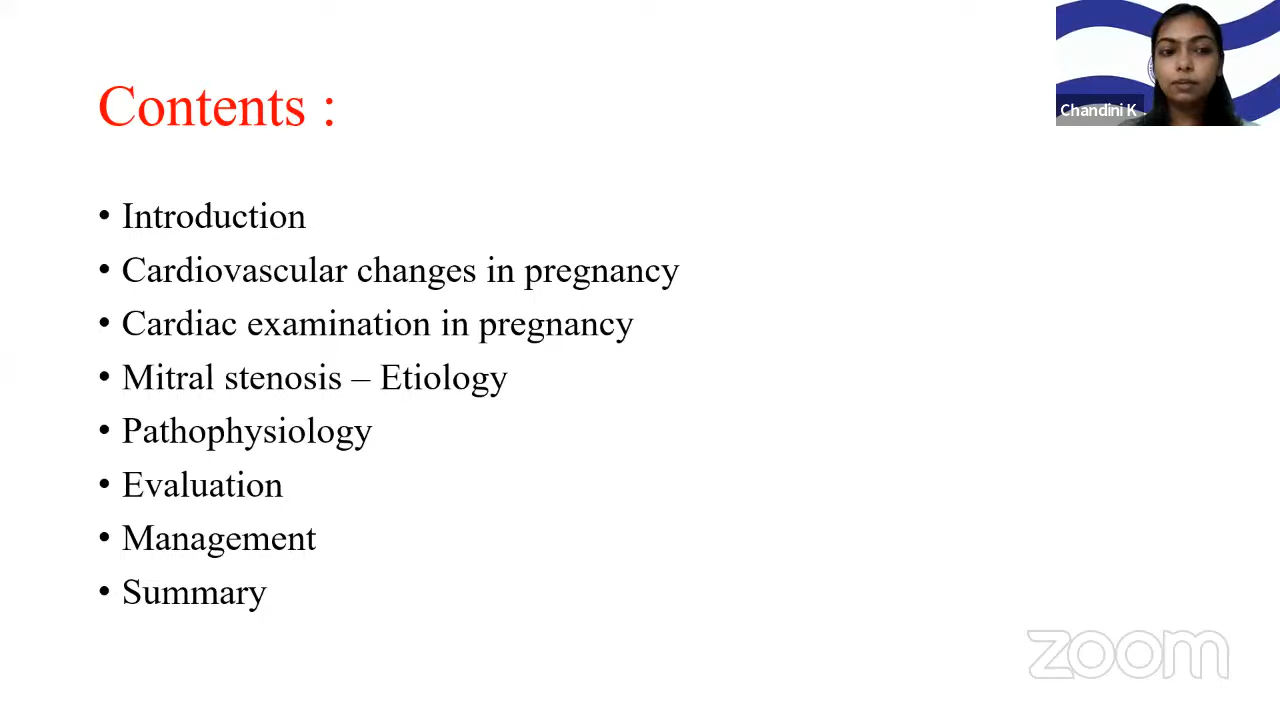 Contents :
Chandini K
• Introduction
• Cardiovascular changes in pregnancy
• Cardiac examination in pregnancy
• Mitral stenosis – Etiology
• Pathophysiology
• Evaluation
• Management
• Summary
zoom